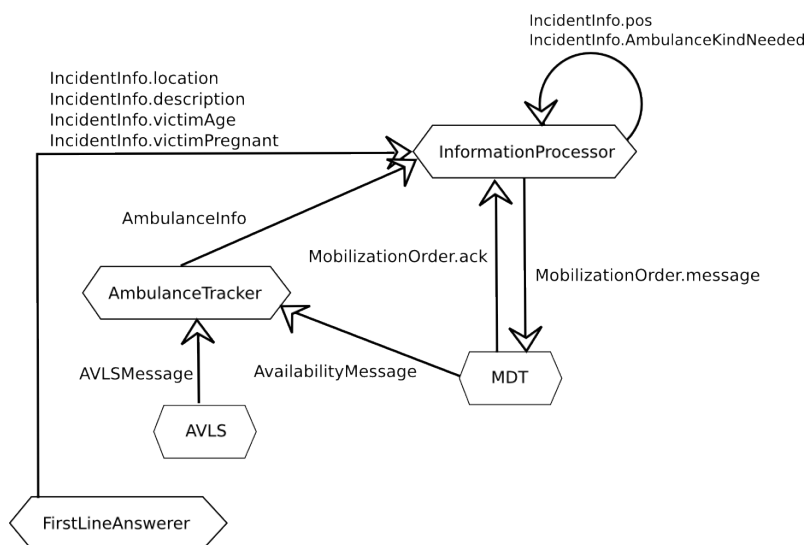 IncidentInfo.pos
IncidentInfo.AmbulanceKindNeeded
IncidentInfo.location
IncidentInfo.description
IncidentInfo.victimAge
IncidentInfo.victimPregnant
InformationProcessor
AmbulanceInfo
MobilizationOrder.ack
MobilizationOrder.message
AmbulanceTracker
AVLSMessage
AvailabilityMessage
MDT
AVLS
FirstLineAnswerer